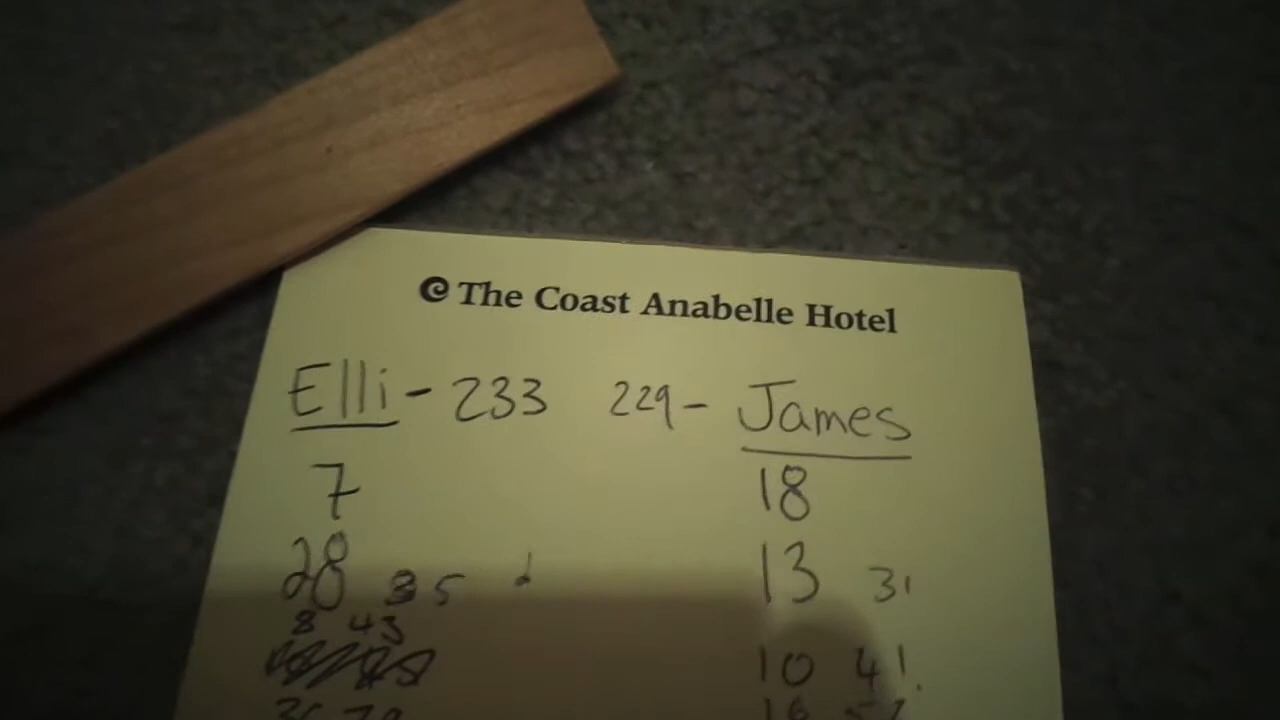 The Coast Anabelle Hotel
Elli - 233 229 - James
7 18
28 35 13 31
8 43 10 41